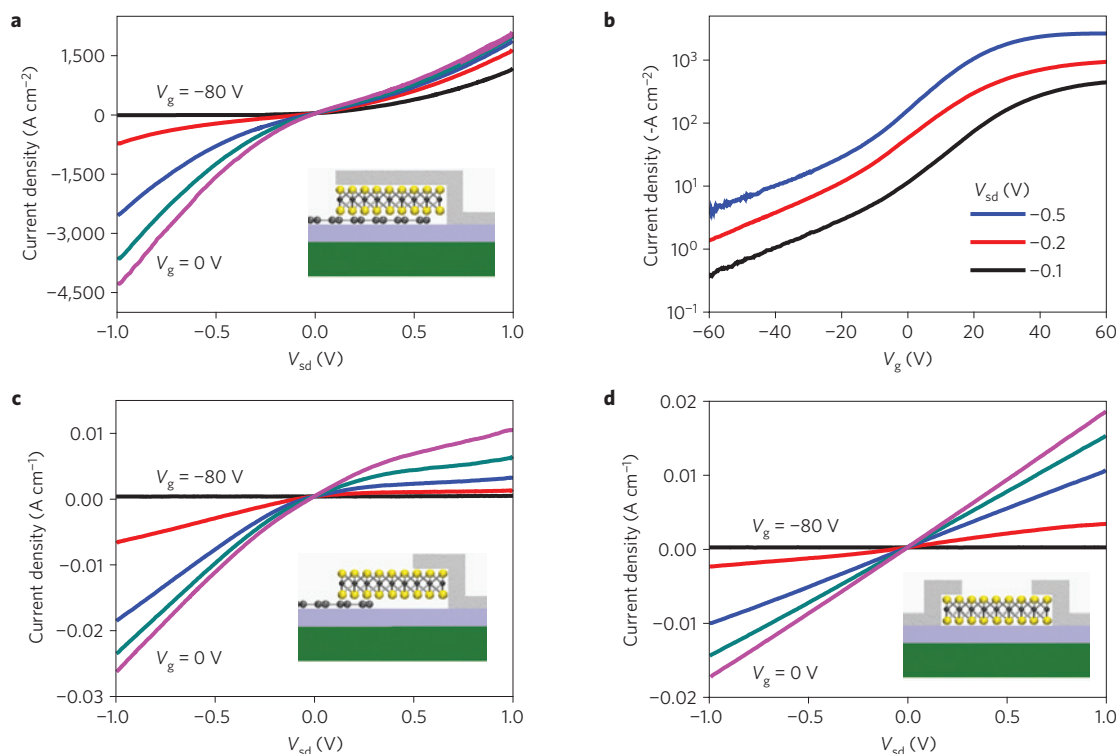 a
Current density (A cm⁻²)
1,500
0
−1,500
−3,000
−4,500
V_g = −80 V
V_g = 0 V
−1.0 −0.5 0.0 0.5 1.0
V_sd (V)
b
Current density (-A cm⁻²)
10³
10²
10¹
10⁰
10⁻¹
V_sd (V)
−0.5
−0.2
−0.1
−60 −40 −20 0 20 40 60
V_g (V)
c
Current density (A cm⁻¹)
0.01
0.00
−0.01
−0.02
−0.03
V_g = −80 V
V_g = 0 V
−1.0 −0.5 0.0 0.5 1.0
V_sd (V)
d
Current density (A cm⁻¹)
0.02
0.01
0.00
−0.01
−0.02
V_g = −80 V
V_g = 0 V
−1.0 −0.5 0.0 0.5 1.0
V_sd (V)